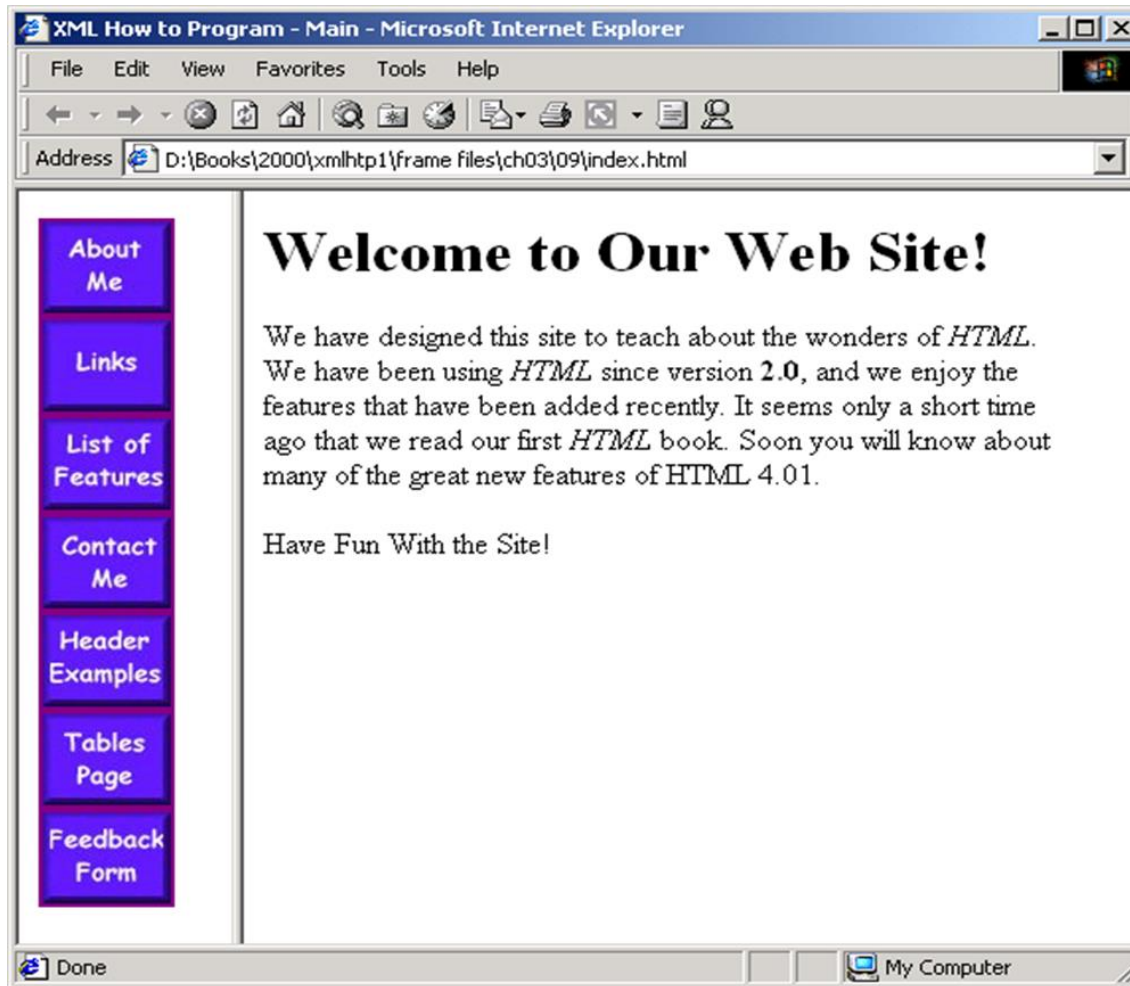 XML How to Program - Main - Microsoft Internet Explorer
File Edit View Favorites Tools Help
Address D:\Books\2000\xmlhtp1\frame files\ch03\09\index.html
About
Me
Links
List of
Features
Contact
Me
Header
Examples
Tables
Page
Feedback
Form
Welcome to Our Web Site!
We have designed this site to teach about the wonders of HTML.
We have been using HTML since version 2.0, and we enjoy the
features that have been added recently. It seems only a short time
ago that we read our first HTML book. Soon you will know about
many of the great new features of HTML 4.01.
Have Fun With the Site!
Done
My Computer